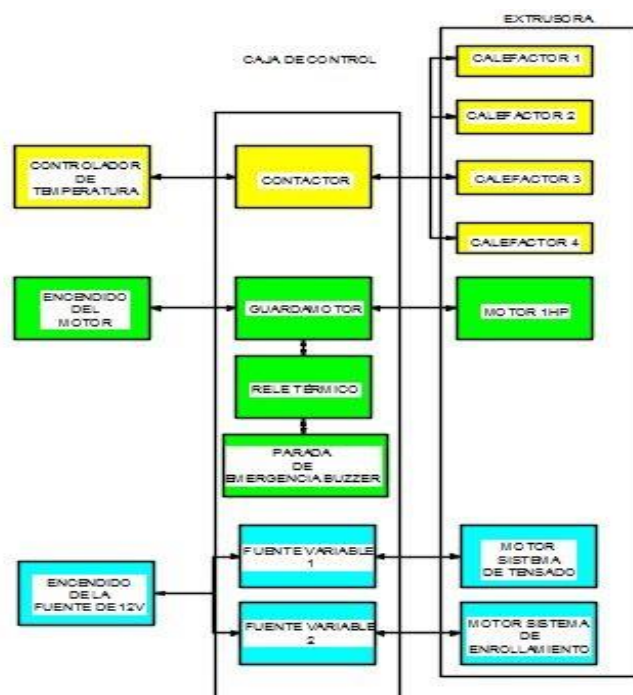 EXTRUSORA
CAJA DE CONTROL
CALEFACTOR 1
CALEFACTOR 2
CONTROLADOR
DE
TEMPERATURA
CONTACTOR
CALEFACTOR 3
CALEFACTOR 4
ENCENDIDO
DEL
MOTOR
GUARDAMOTOR
MOTOR 1HP
RELE TÉRMICO
PARADA
DE
EMERGENCIA BUZZER
ENCENDIDO
DE LA
FUENTE DE 12V
FUENTE VARIABLE
1
MOTOR
SISTEMA
DE TENSADO
FUENTE VARIABLE
2
MOTOR SISTEMA
DE
ENROLLAMIENTO